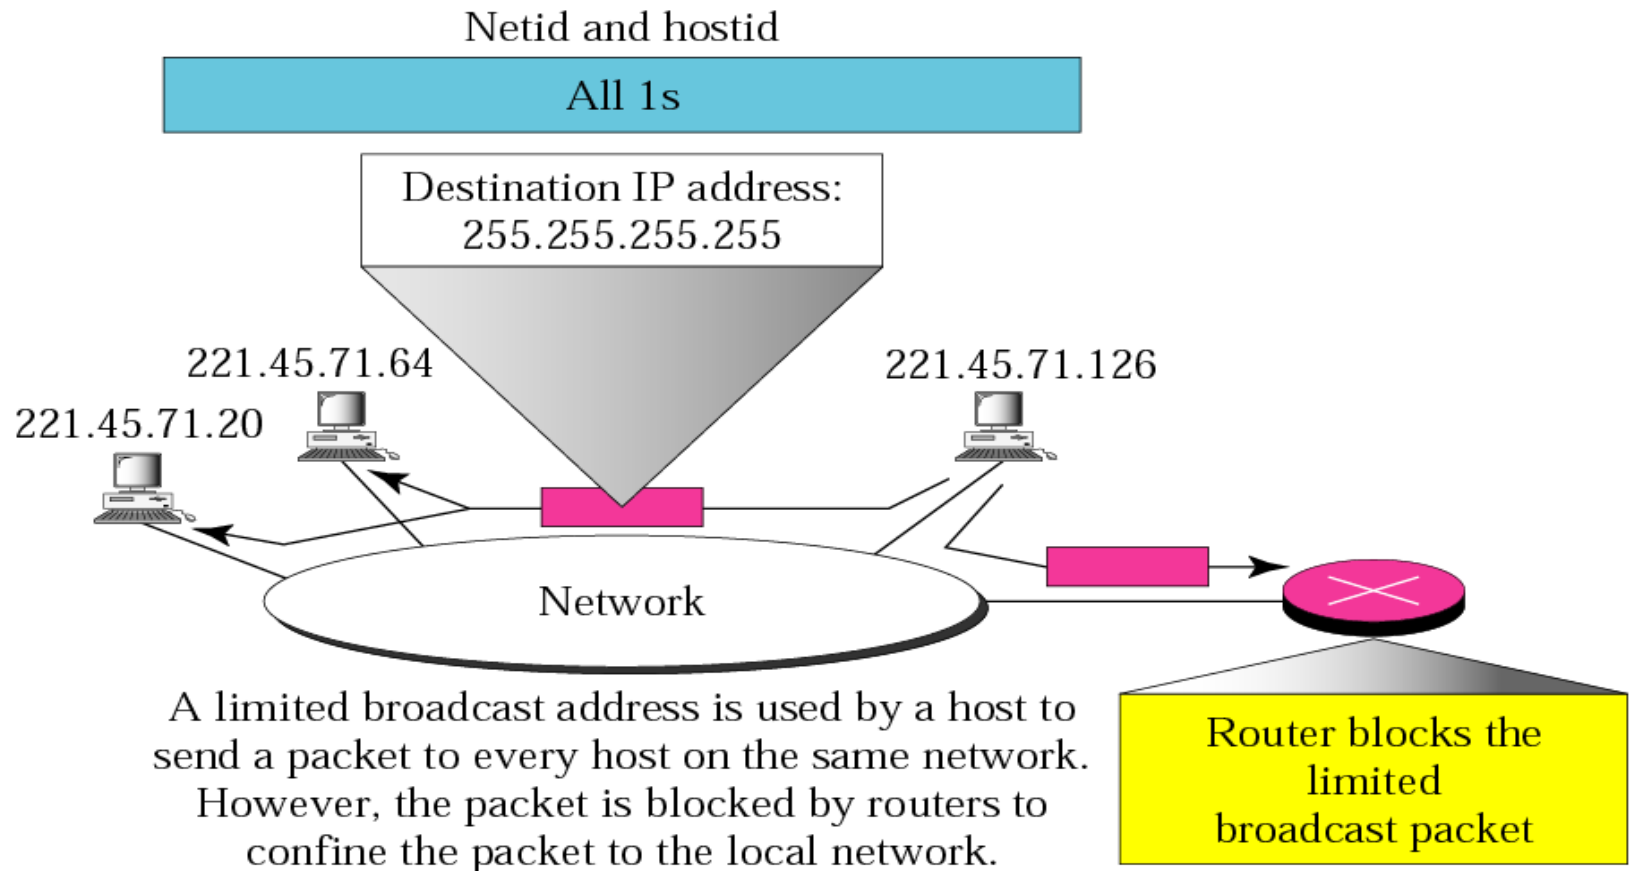 Netid and hostid
All 1s
Destination IP address:
255.255.255.255
221.45.71.64
221.45.71.126
221.45.71.20
Network
A limited broadcast address is used by a host to
send a packet to every host on the same network.
However, the packet is blocked by routers to
confine the packet to the local network.
Router blocks the
limited
broadcast packet